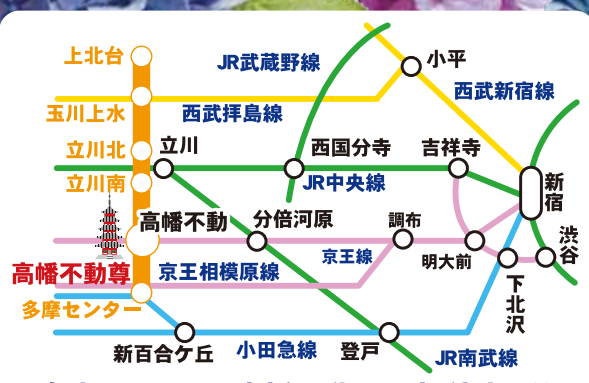 上北台
JR武蔵野線
小平
西武新宿線
玉川上水
西武拝島線
立川北
立川
西国分寺
吉祥寺
立川南
JR中央線
新宿
高幡不動
分倍河原
調布
渋谷
京王線
明大前
高幡不動尊
京王相模原線
下北沢
多摩センター
新百合ケ丘
小田急線
登戸
JR南武線